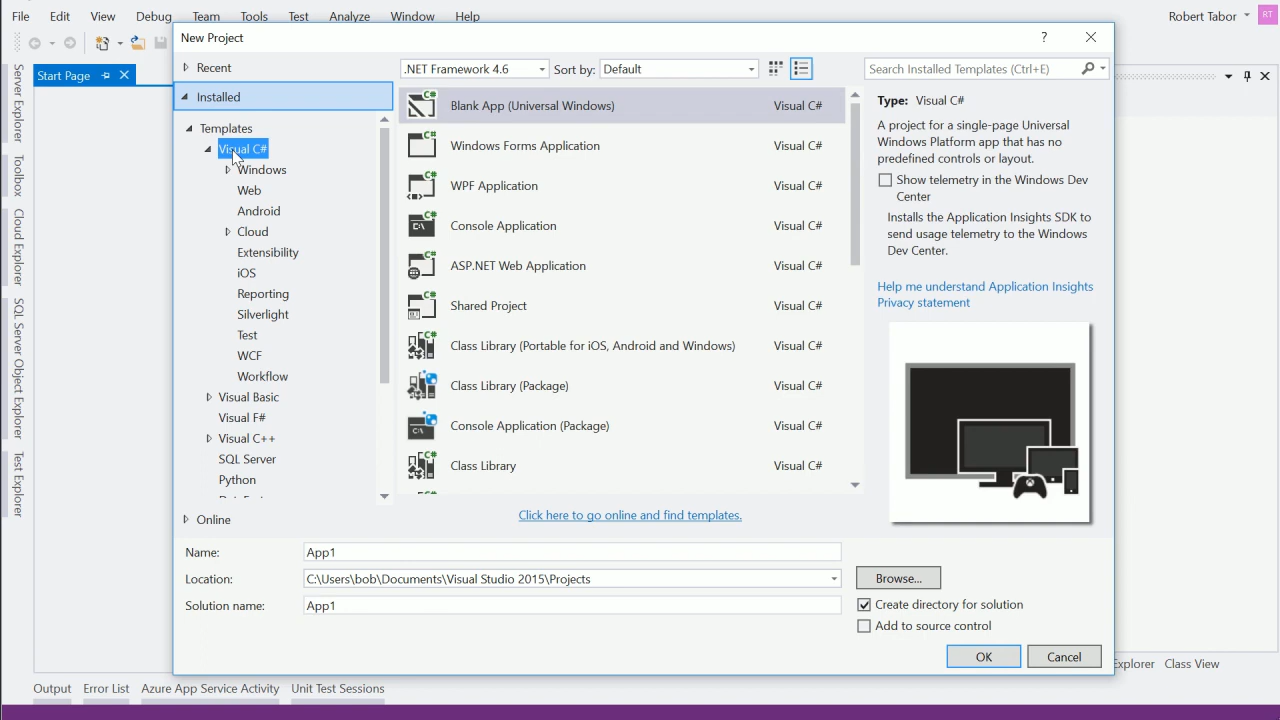 File Edit View Debug Team Tools Test Analyze Window Help
Robert Tabor RT
New Project ?
Start Page
Server Explorer
Toolbox
Cloud Explorer
SQL Server Object Explorer
Test Explorer
Recent
Installed
Templates
Visual C#
Windows
Web
Android
Cloud
Extensibility
iOS
Reporting
Silverlight
Test
WCF
Workflow
Visual Basic
Visual F#
Visual C++
SQL Server
Python
Online
.NET Framework 4.6 Sort by: Default
Search Installed Templates (Ctrl+E)
Blank App (Universal Windows) Visual C#
Windows Forms Application Visual C#
WPF Application Visual C#
Console Application Visual C#
ASP.NET Web Application Visual C#
Shared Project Visual C#
Class Library (Portable for iOS, Android and Windows) Visual C#
Class Library (Package) Visual C#
Console Application (Package) Visual C#
Class Library Visual C#
Click here to go online and find templates.
Type: Visual C#
A project for a single-page Universal
Windows Platform app that has no
predefined controls or layout.
Show telemetry in the Windows Dev
Center
Installs the Application Insights SDK to
send usage telemetry to the Windows
Dev Center.
Help me understand Application Insights
Privacy statement
Name: App1
Location: C:\Users\bob\Documents\Visual Studio 2015\Projects
Browse...
Solution name: App1
Create directory for solution
Add to source control
OK Cancel
Explorer Class View
Output Error List Azure App Service Activity Unit Test Sessions